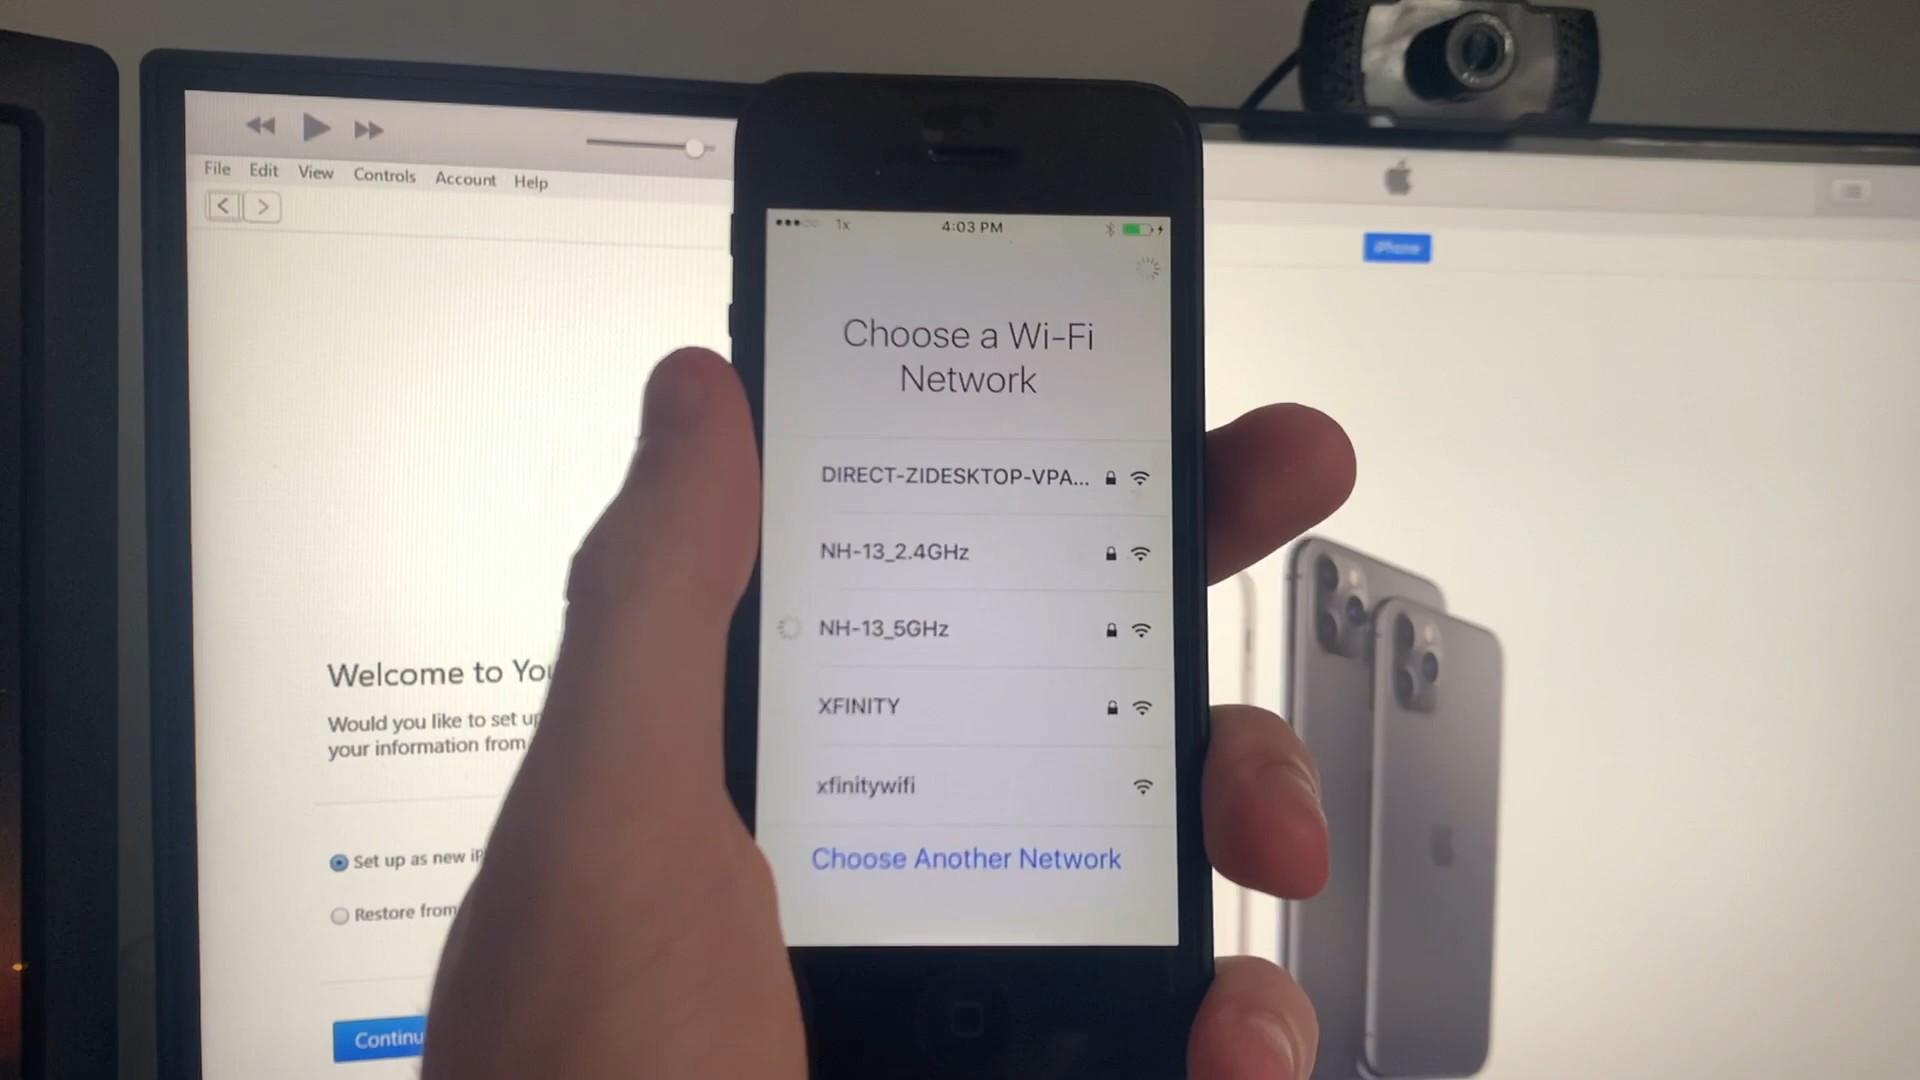 File Edit View Controls Account Help
iPhone
Welcome to You
Would you like to set up
your information from
Set up as new iP
Restore from
Continu
1x 4:03 PM
Choose a Wi-Fi
Network
DIRECT-ZIDESKTOP-VPA...
NH-13_2.4GHz
NH-13_5GHz
XFINITY
xfinitywifi
Choose Another Network